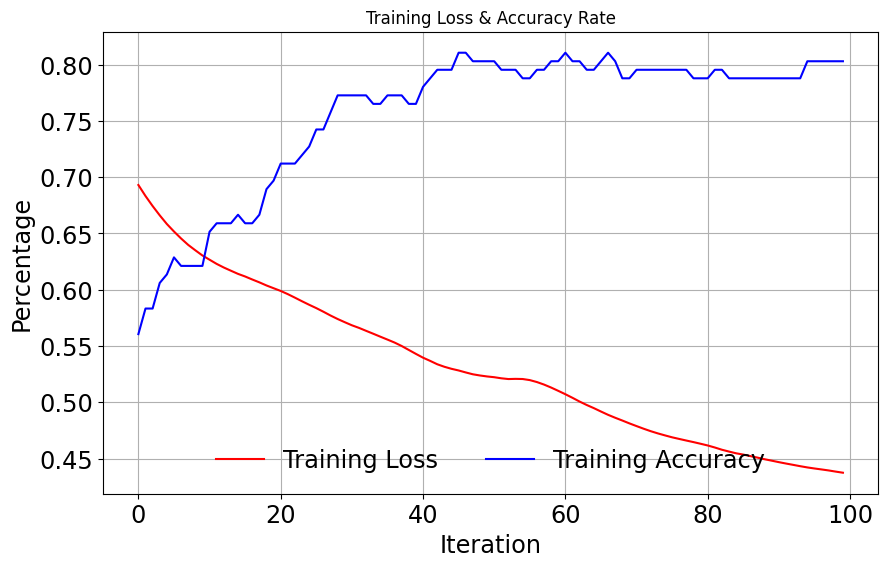 Training Loss & Accuracy Rate
Percentage
0.80
0.75
0.70
0.65
0.60
0.55
0.50
0.45
Training Loss
Training Accuracy
0
20
40
60
80
100
Iteration